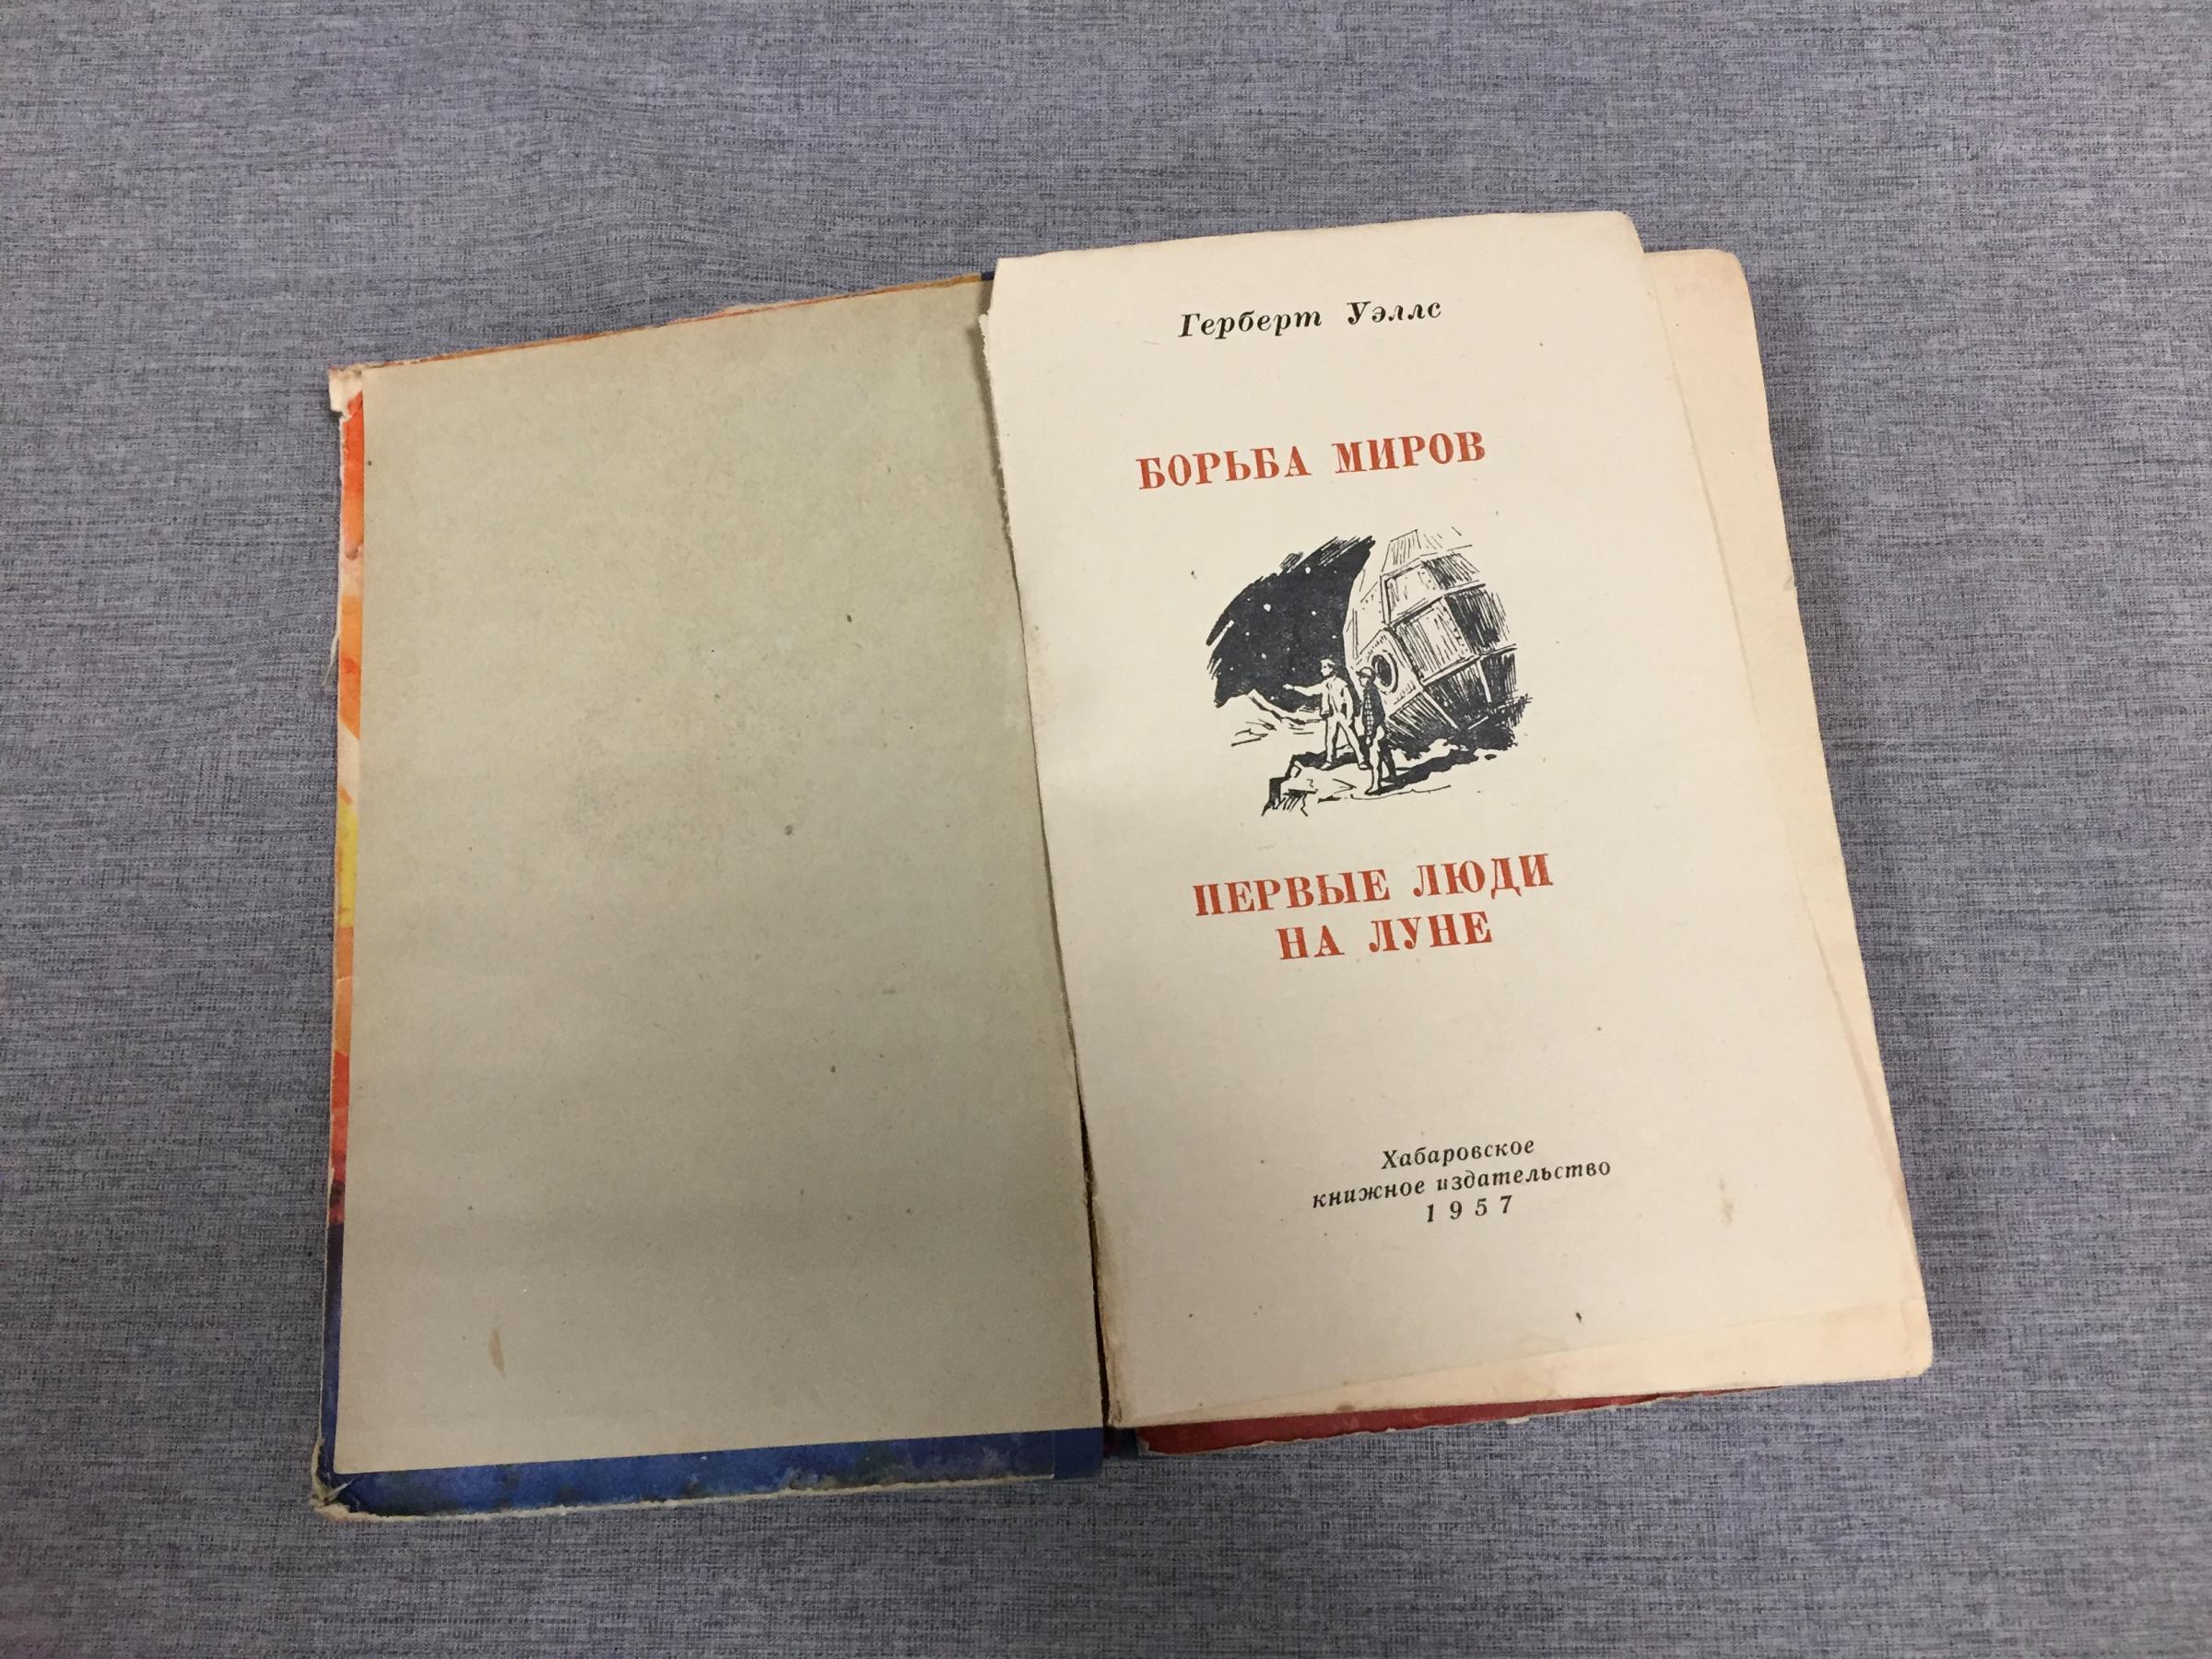 Герберт Уэллс
БОРЬБА МИРОВ
ПЕРВЫЕ ЛЮДИ
НА ЛУНЕ
Хабаровское
книжное издательство
1957